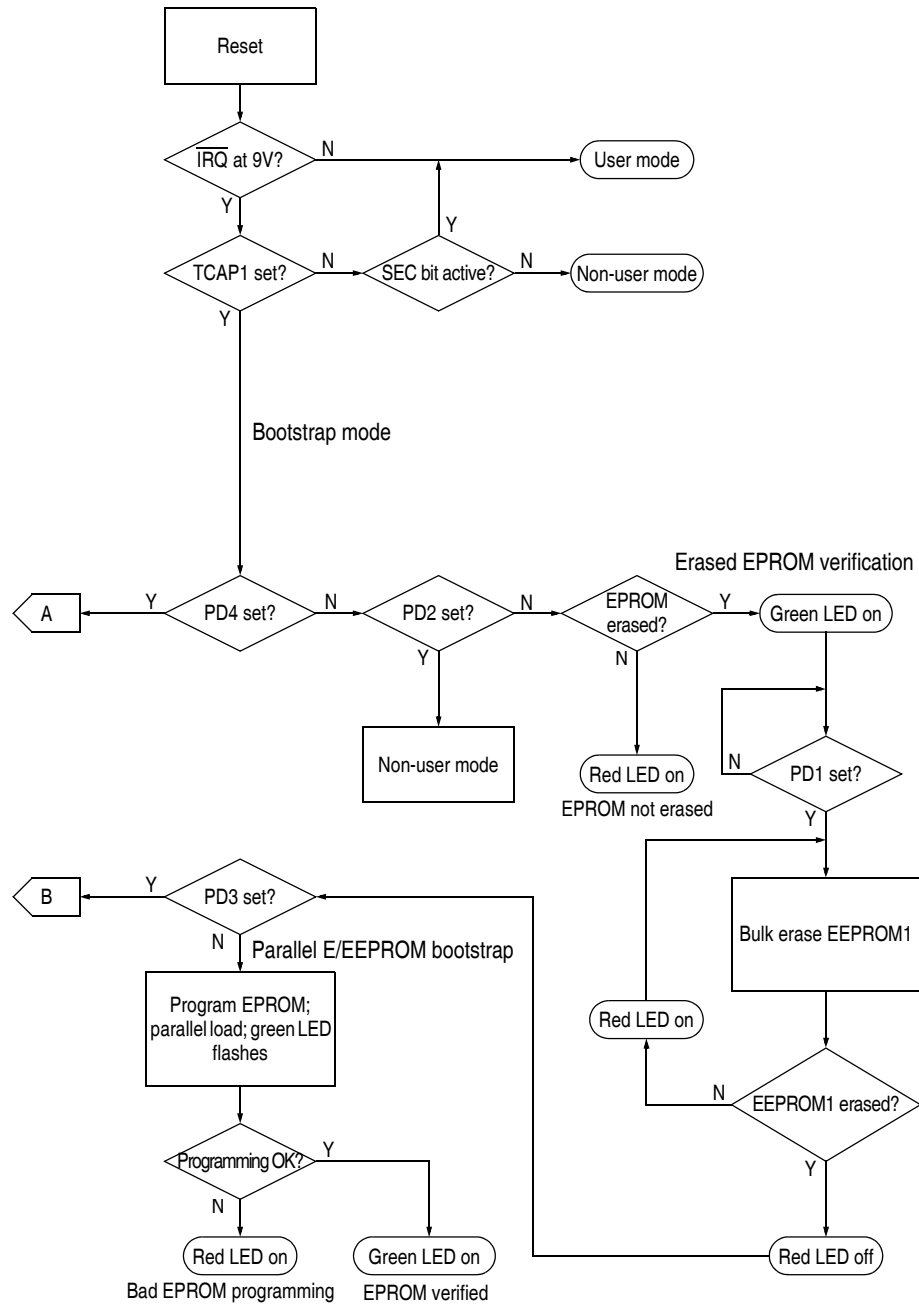 Reset
IRQ at 9V?
N
User mode
Y
Y
TCAP1 set?
N
SEC bit active?
N
Non-user mode
Y
Bootstrap mode
Erased EPROM verification
A
Y
PD4 set?
N
PD2 set?
N
EPROM
erased?
Y
Green LED on
Y
N
Non-user mode
Red LED on
EPROM not erased
N
PD1 set?
Y
B
Y
PD3 set?
N
Parallel E/EEPROM bootstrap
Bulk erase EEPROM1
Program EPROM;
parallel load; green LED
flashes
Red LED on
N
EEPROM1 erased?
Programming OK?
Y
Y
N
Red LED on
Bad EPROM programming
Green LED on
EPROM verified
Red LED off